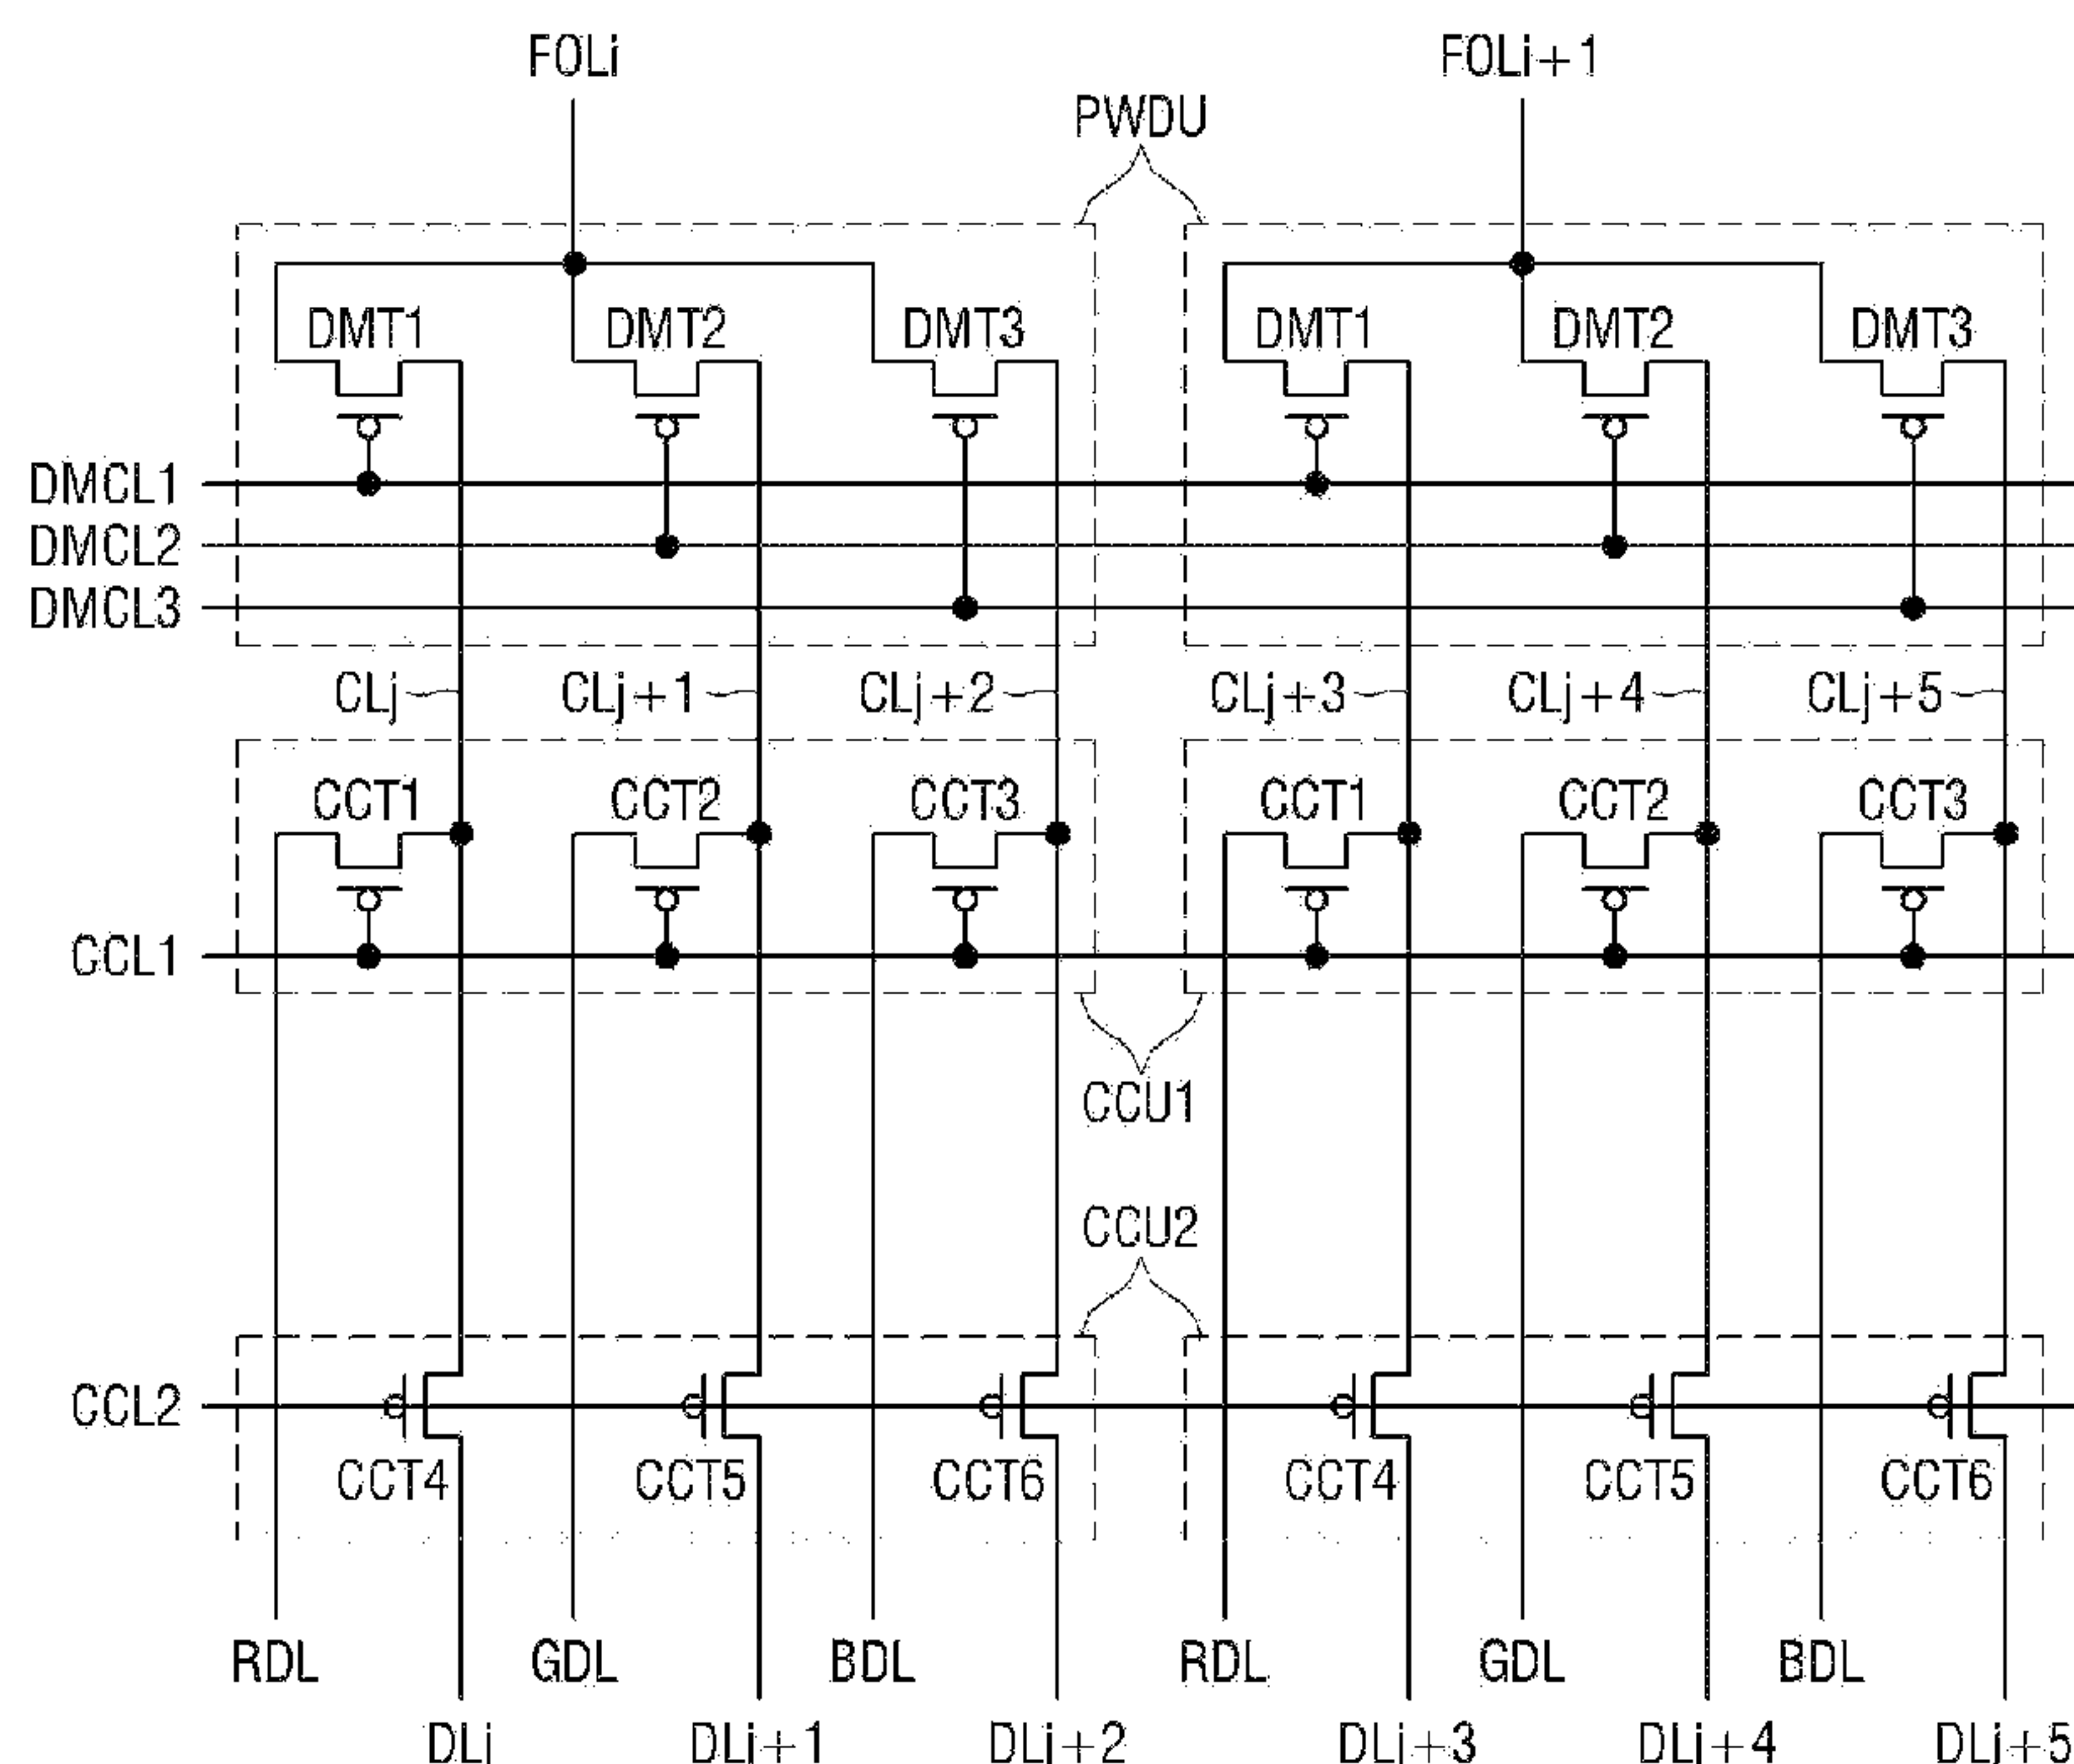 FOLi FOLi+1
PWDU
DMT1 DMT2 DMT3 DMT1 DMT2 DMT3
DMCL1
DMCL2
DMCL3
CLj CLj+1 CLj+2 CLj+3 CLj+4 CLj+5
CCT1 CCT2 CCT3 CCT1 CCT2 CCT3
CCL1
CCU1
CCU2
CCL2
CCT4 CCT5 CCT6 CCT4 CCT5 CCT6
RDL GDL BDL RDL GDL BDL
DLj DLj+1 DLj+2 DLj+3 DLj+4 DLj+5